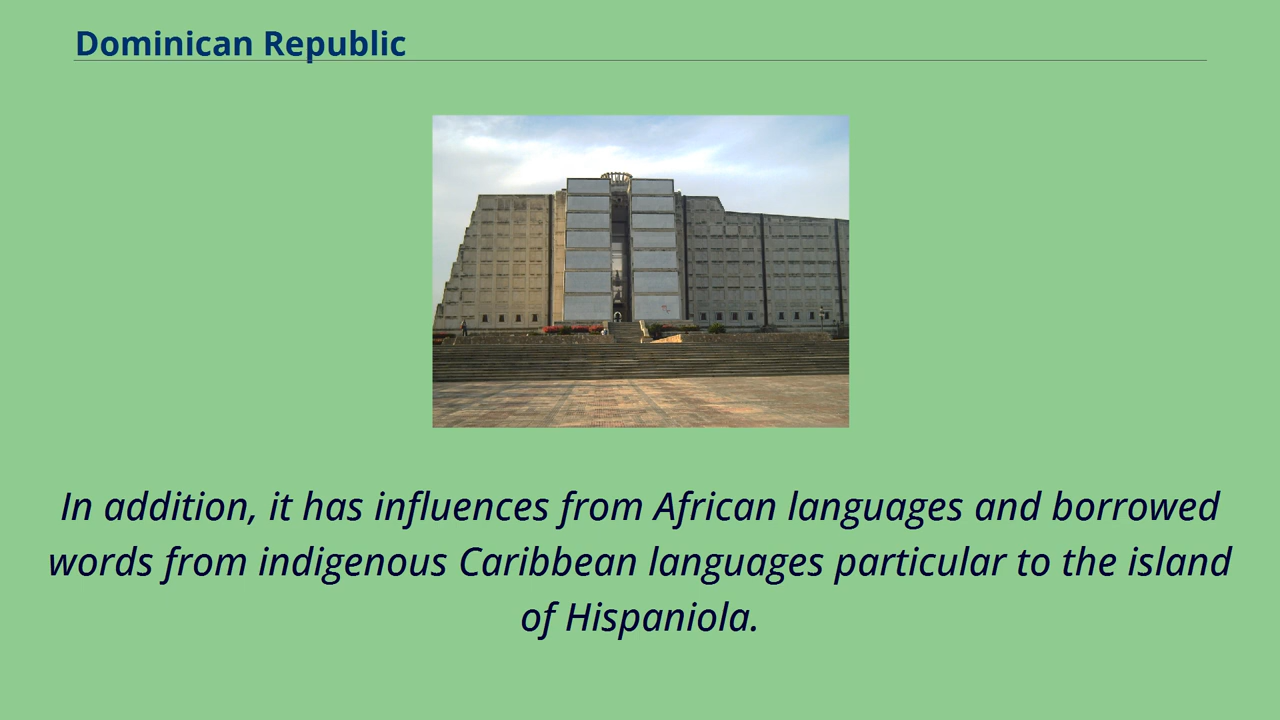 Dominican Republic
In addition, it has influences from African languages and borrowed
words from indigenous Caribbean languages particular to the island
of Hispaniola.